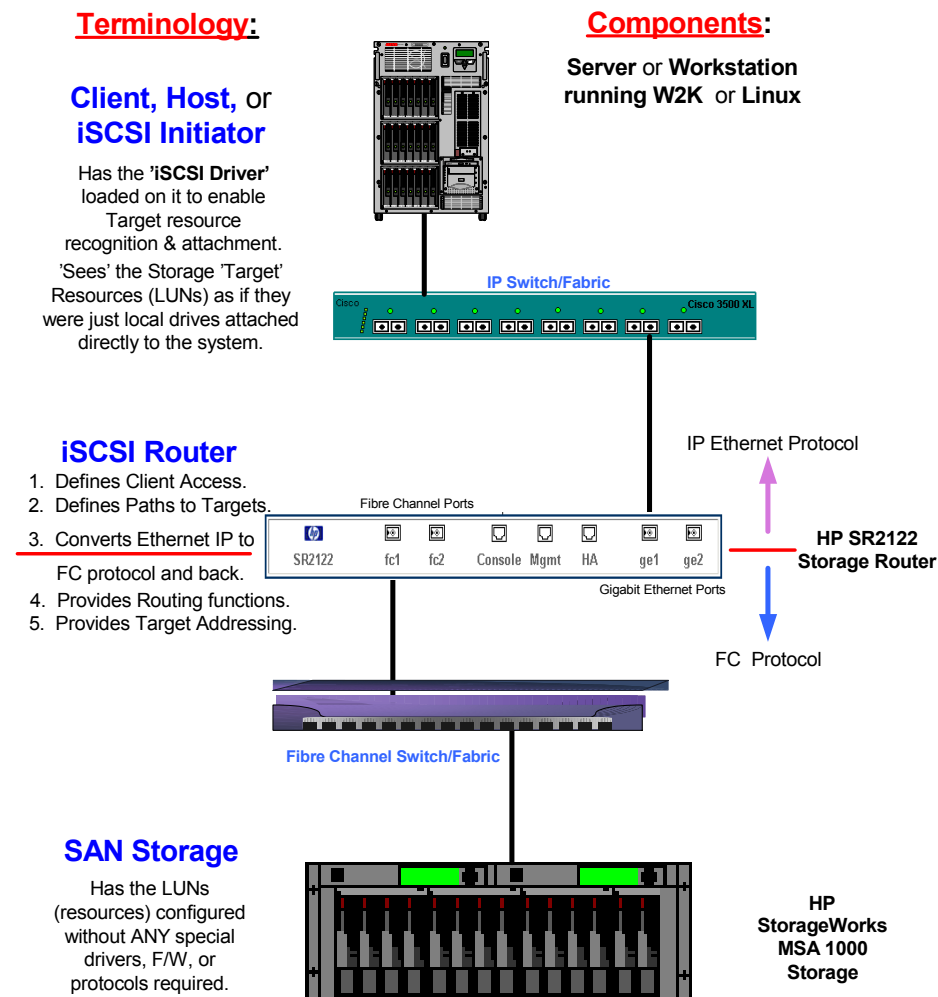 Terminology:
Components:
Client, Host, or
iSCSI Initiator
Has the 'iSCSI Driver'
loaded on it to enable
Target resource
recognition & attachment.
'Sees' the Storage 'Target'
Resources (LUNs) as if they
were just local drives attached
directly to the system.
Server or Workstation
running W2K or Linux
IP Switch/Fabric
Cisco
Cisco 3500 XL
iSCSI Router
1. Defines Client Access.
2. Defines Paths to Targets.
3. Converts Ethernet IP to
FC protocol and back.
4. Provides Routing functions.
5. Provides Target Addressing.
Fibre Channel Ports
hp
SR2122
fc1
fc2
Console
Mgmt
HA
ge1
ge2
Gigabit Ethernet Ports
IP Ethernet Protocol
HP SR2122
Storage Router
FC Protocol
Fibre Channel Switch/Fabric
SAN Storage
Has the LUNs
(resources) configured
without ANY special
drivers, F/W, or
protocols required.
HP
StorageWorks
MSA 1000
Storage